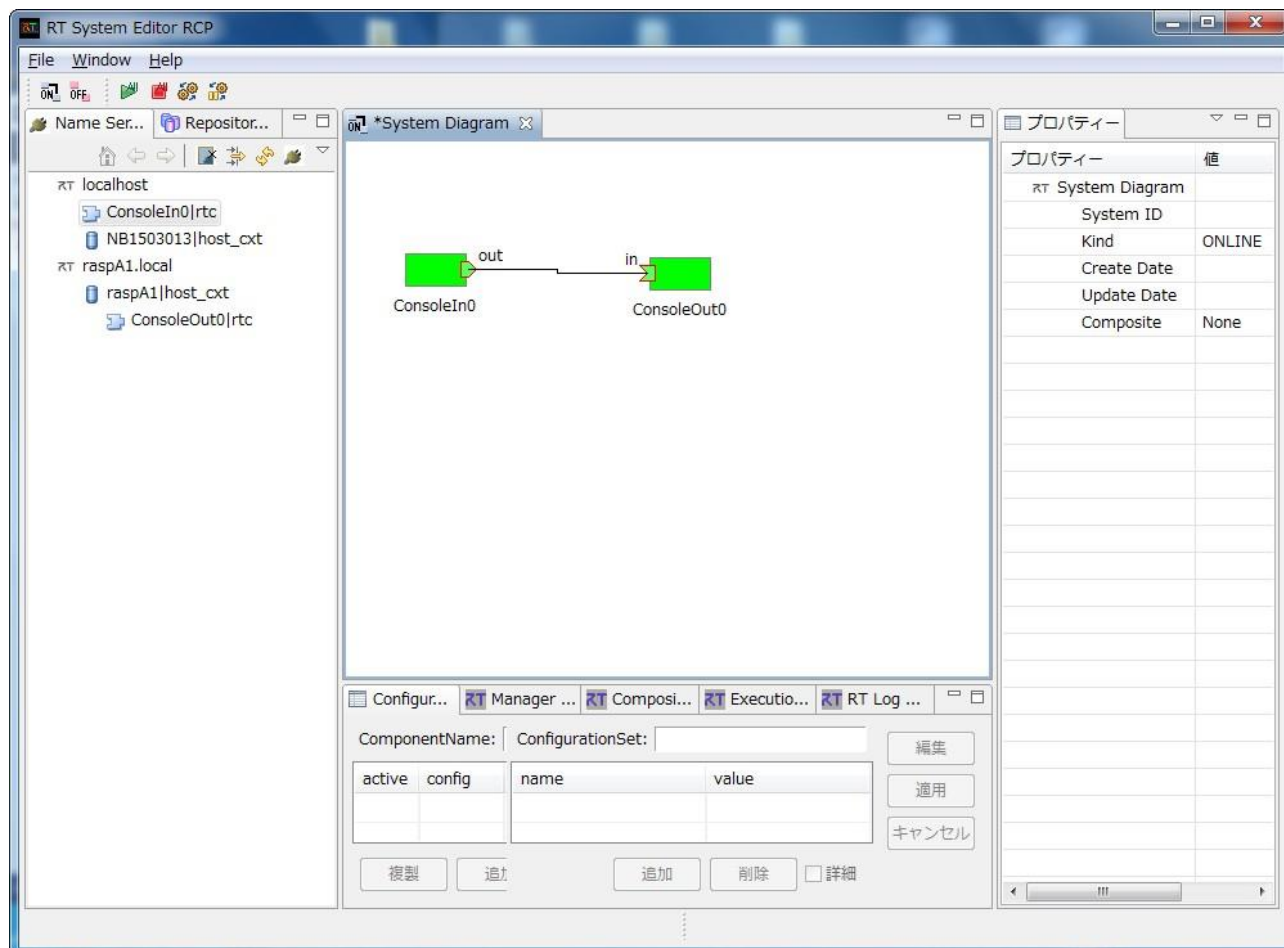 RT System Editor RCP
File Window Help
ON OFF
Name Ser... Repositor...
RT localhost
ConsoleIn0|rtc
NB1503013|host_cxt
RT raspA1.local
raspA1|host_cxt
ConsoleOut0|rtc
ON *System Diagram
out
in
ConsoleIn0
ConsoleOut0
Configur... RT Manager ... RT Composi... RT Executio... RT RT Log ...
ComponentName: ConfigurationSet:
編集
active config name value
適用
キャンセル
複製 追加 削除 詳細
プロパティー
プロパティー 値
RT System Diagram
System ID
Kind ONLINE
Create Date
Update Date
Composite None